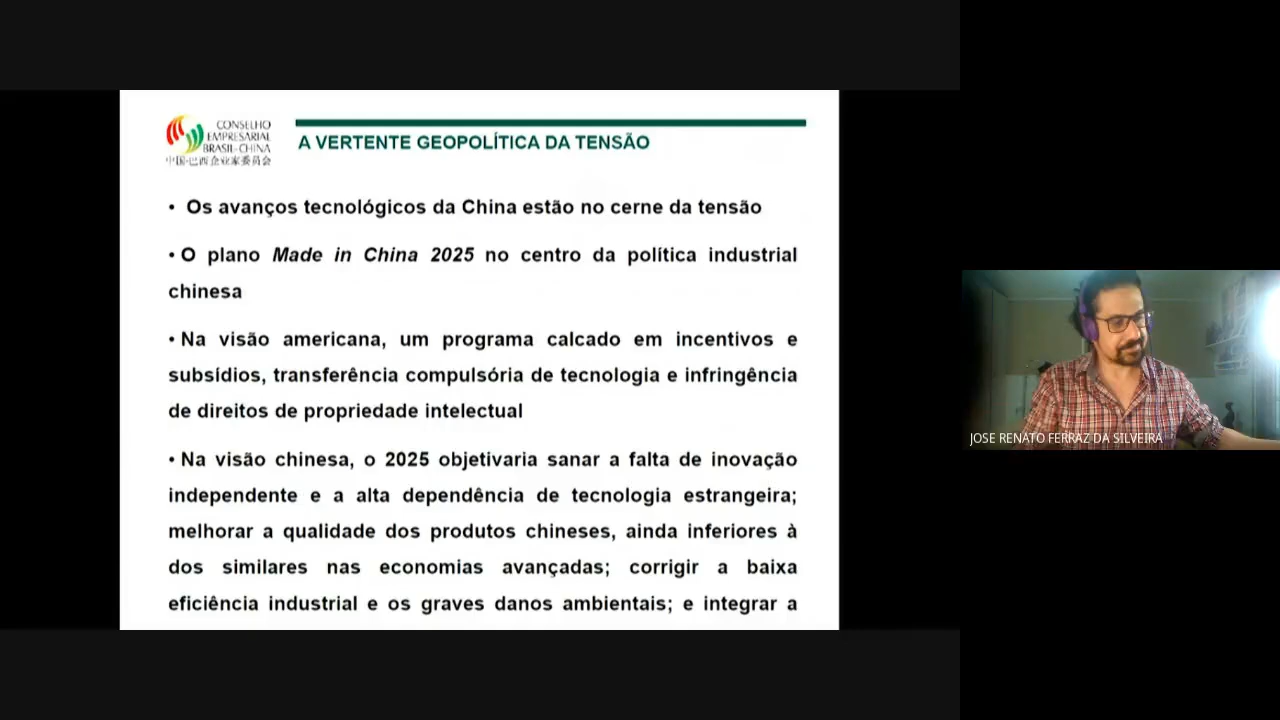 CONSELHO
EMPRESARIAL
BRASIL-CHINA
中国-巴西企业家委员会
A VERTENTE GEOPOLÍTICA DA TENSÃO
• Os avanços tecnológicos da China estão no cerne da tensão
• O plano Made in China 2025 no centro da política industrial
chinesa
• Na visão americana, um programa calcado em incentivos e
subsídios, transferência compulsória de tecnologia e infringência
de direitos de propriedade intelectual
• Na visão chinesa, o 2025 objetivaria sanar a falta de inovação
independente e a alta dependência de tecnologia estrangeira;
melhorar a qualidade dos produtos chineses, ainda inferiores à
dos similares nas economias avançadas; corrigir a baixa
eficiência industrial e os graves danos ambientais; e integrar a
JOSE RENATO FERRAZ DA SILVEIRA